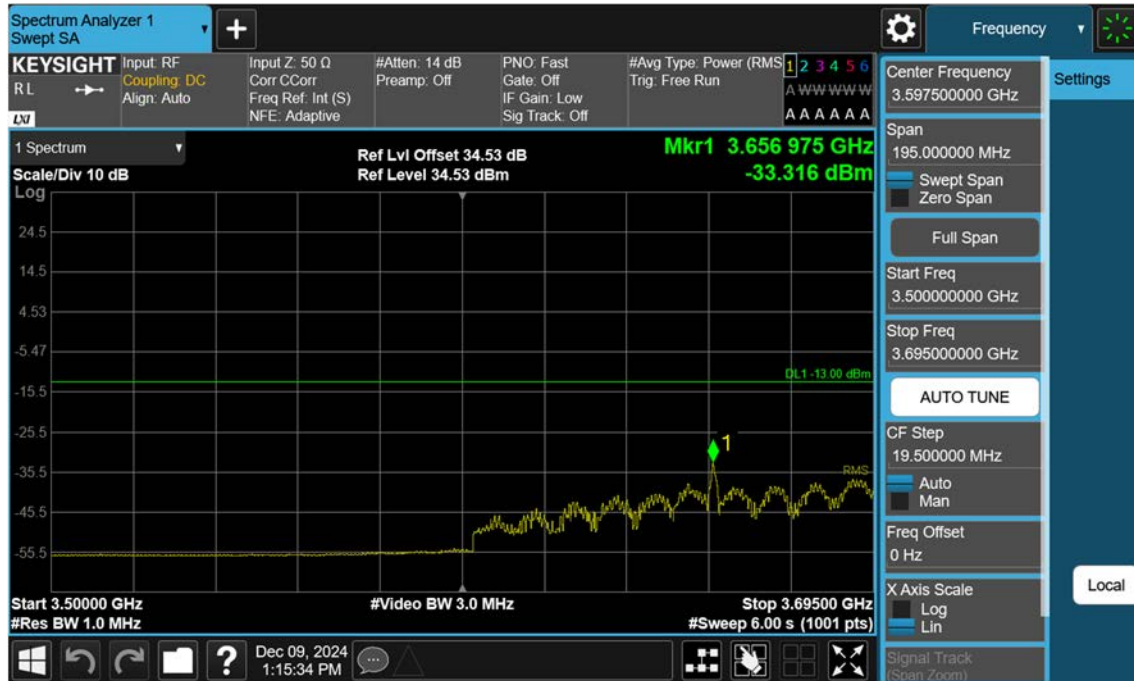 Spectrum Analyzer 1
Swept SA
+
Frequency
KEYSIGHT
RL
LXI
Input: RF
Coupling: DC
Align: Auto
Input Z: 50 Ω
Corr CCorr
Freq Ref: Int (S)
NFE: Adaptive
#Atten: 14 dB
Preamp: Off
PNO: Fast
Gate: Off
IF Gain: Low
Sig Track: Off
#Avg Type: Power (RMS
Trig: Free Run
1 2 3 4 5 6
A W W W W W
A A A A A A
1 Spectrum
Scale/Div 10 dB
Ref Lvl Offset 34.53 dB
Ref Level 34.53 dBm
Mkr1 3.656 975 GHz
-33.316 dBm
Log
24.5
14.5
4.53
-5.47
-15.5
-25.5
-35.5
-45.5
-55.5
DL1 -13.00 dBm
1
RMS
Start 3.50000 GHz
#Res BW 1.0 MHz
#Video BW 3.0 MHz
Stop 3.69500 GHz
#Sweep 6.00 s (1001 pts)
Center Frequency
3.597500000 GHz
Span
195.000000 MHz
Swept Span
Zero Span
Full Span
Start Freq
3.500000000 GHz
Stop Freq
3.695000000 GHz
AUTO TUNE
CF Step
19.500000 MHz
Auto
Man
Freq Offset
0 Hz
X Axis Scale
Log
Lin
Signal Track
(Span Zoom)
Settings
Local
?
Dec 09, 2024
1:15:34 PM